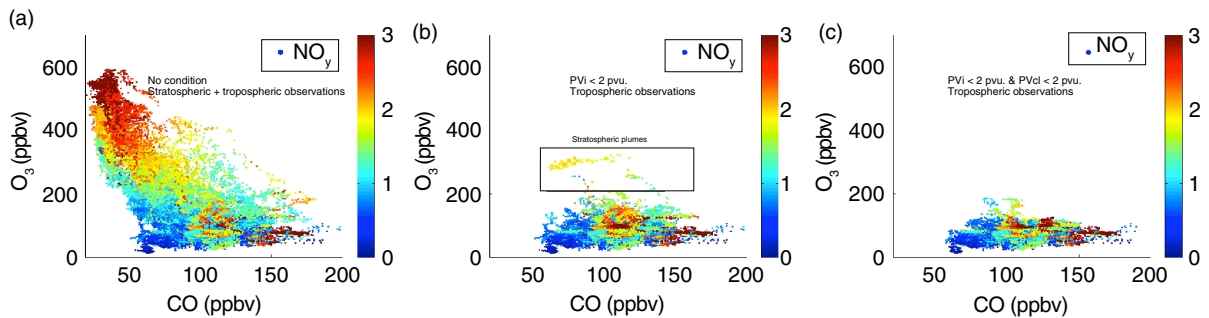 (a)
NOy
No condition
Stratospheric + tropospheric observations
O3 (ppbv)
600
400
200
0
50
100
150
200
CO (ppbv)
3
2
1
0
(b)
NOy
PVi < 2 pvu.
Tropospheric observations
Stratospheric plumes
O3 (ppbv)
600
400
200
0
50
100
150
200
CO (ppbv)
3
2
1
0
(c)
NOy
PVi < 2 pvu. & PVcl < 2 pvu.
Tropospheric observations
O3 (ppbv)
600
400
200
0
50
100
150
200
CO (ppbv)
3
2
1
0